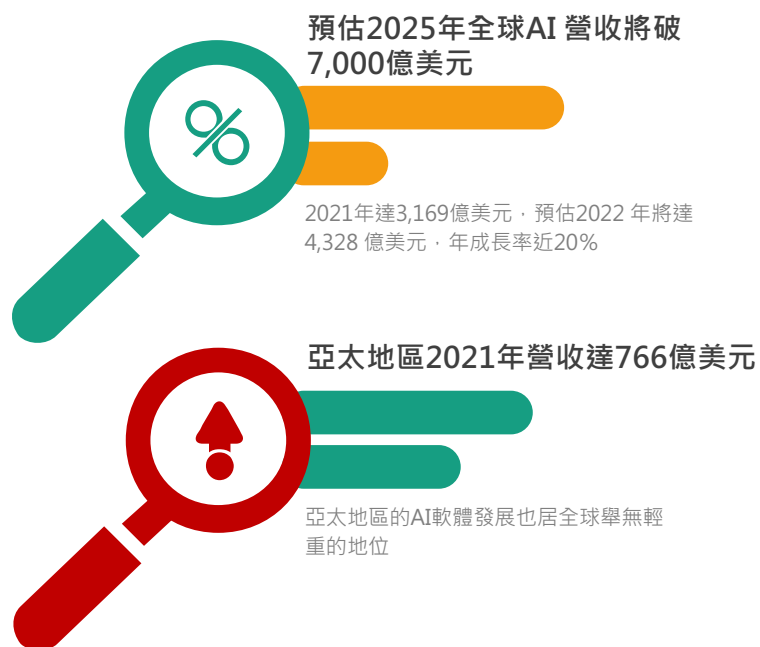 預估2025年全球AI 營收將破
7,000億美元
%
2021年達3,169億美元，預估2022 年將達
4,328 億美元，年成長率近20%
亞太地區2021年營收達766億美元
亞太地區的AI軟體發展也居全球舉無輕
重的地位